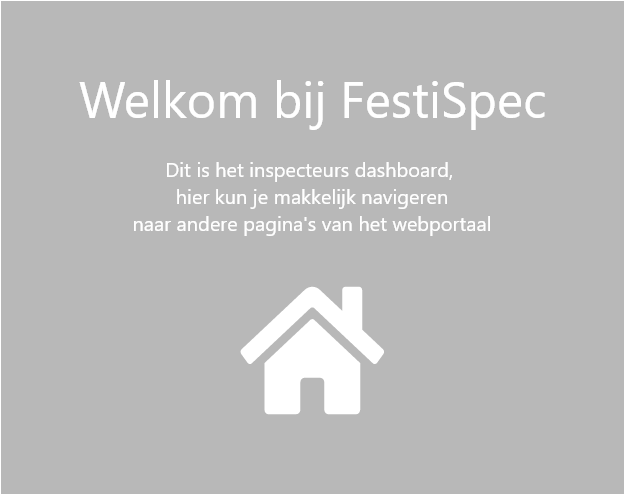 Welkom bij FestiSpec
Dit is het inspecteurs dashboard,
hier kun je makkelijk navigeren
naar andere pagina's van het webportaal